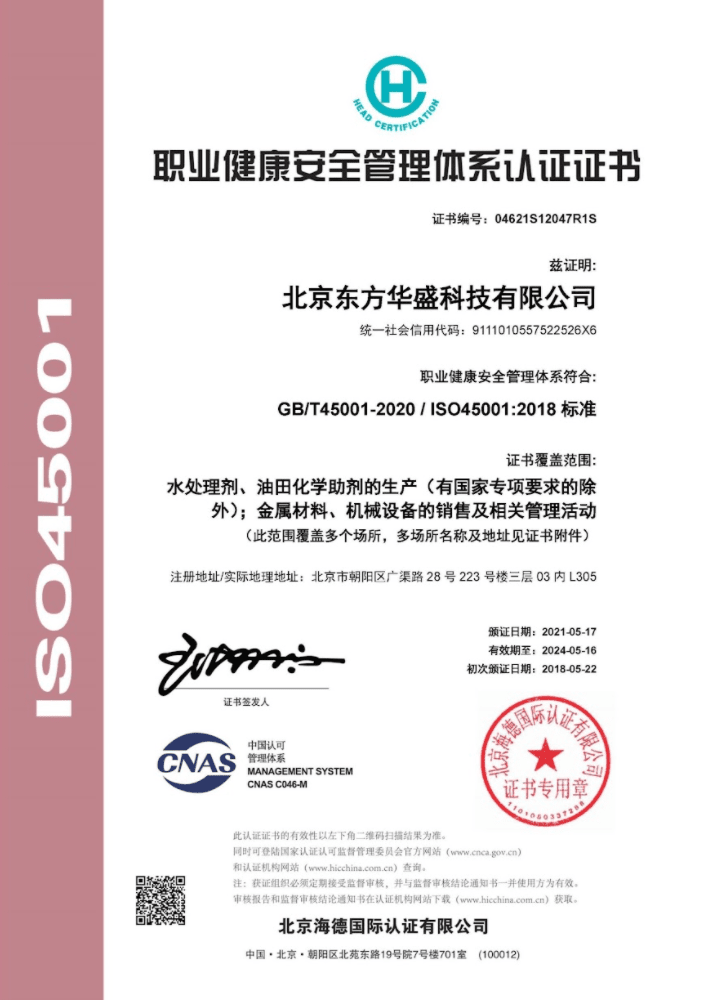 ISO45001
HC
HEAD CERTIFICATION
职业健康安全管理体系认证证书
证书编号：04621S12047R1S
兹证明:
北京东方华盛科技有限公司
统一社会信用代码：9111010557522526X6
职业健康安全管理体系符合:
GB/T45001-2020 / ISO45001:2018 标准
证书覆盖范围:
水处理剂、油田化学助剂的生产（有国家专项要求的除
外）；金属材料、机械设备的销售及相关管理活动
（此范围覆盖多个场所，多场所名称及地址见证书附件）
注册地址/实际地理地址：北京市朝阳区广渠路 28 号 223 号楼三层 03 内 L305
颁证日期：2021-05-17
有效期至：2024-05-16
初次颁证日期：2018-05-22
证书签发人
CNAS
中国认可
管理体系
MANAGEMENT SYSTEM
CNAS C046-M
北京海德国际认证有限公司
证书专用章
1101050337288
此认证证书的有效性以左下角二维码扫描结果为准。
同时可登陆国家认证认可监督管理委员会官方网站（www.cnca.gov.cn）
和认证机构网站（www.hicchina.com.cn）查询。
注：获证组织必须定期接受监督审核，并与监督审核结论通知书一并使用方为有效。
审核报告和监督审核结论通知书在认证机构网站下载（www.hicchina.com.cn）获取。
北京海德国际认证有限公司
中国·北京·朝阳区北苑东路19号院7号楼701室 (100012)